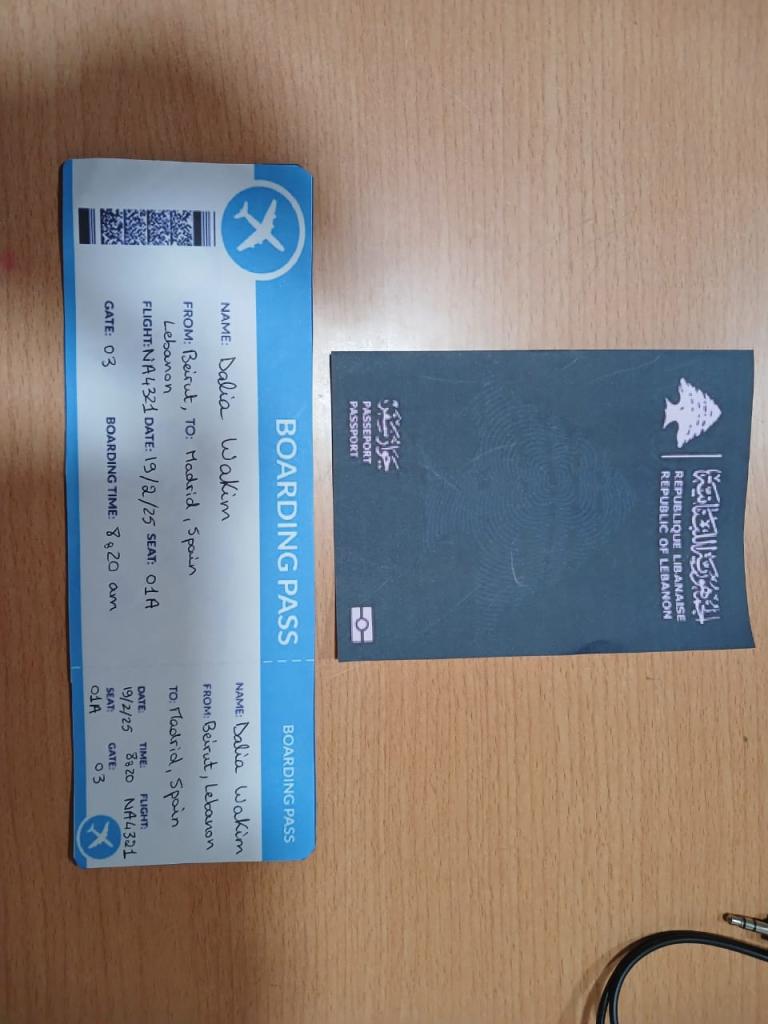 BOARDING PASS
NAME: Dalia Wakim
FROM: Beirut, TO: Madrid, Spain
Lebanon
FLIGHT: NA4321 DATE: 19/2/25 SEAT: 01A
GATE: 03 BOARDING TIME: 8:20 am
BOARDING PASS
NAME: Dalia Wakim
FROM: Beirut, Lebanon
TO: Madrid, Spain
DATE: TIME: FLIGHT:
19/2/25 8:20 NA4321
SEAT: GATE:
01A 03
الجمهورية اللبنانية
REPUBLIQUE LIBANAISE
REPUBLIC OF LEBANON
جواز سفر
PASSEPORT
PASSPORT